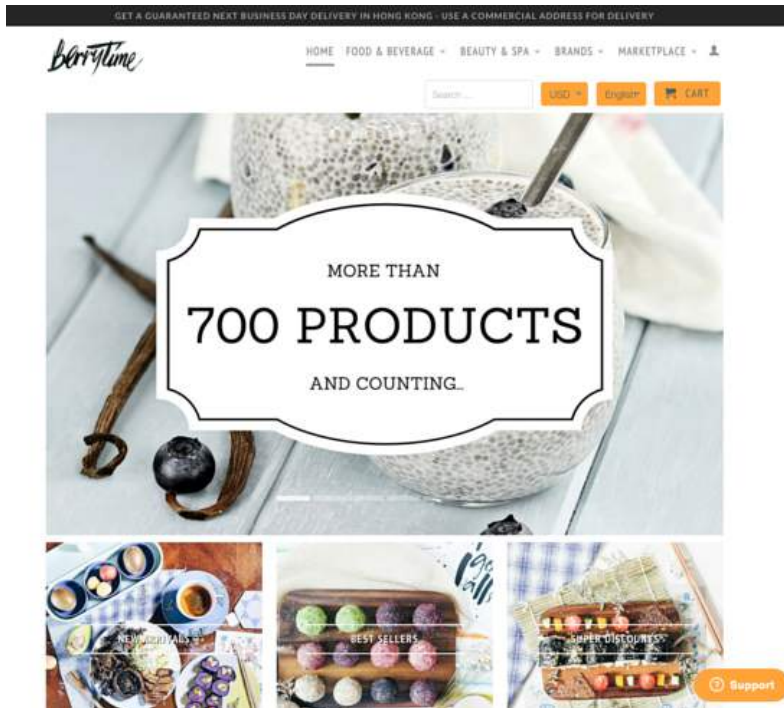 GET A GUARANTEED NEXT BUSINESS DAY DELIVERY IN HONG KONG - USE A COMMERCIAL ADDRESS FOR DELIVERY
BerryTime
HOME FOOD & BEVERAGE BEAUTY & SPA BRANDS MARKETPLACE
Search ... USD English CART
MORE THAN
700 PRODUCTS
AND COUNTING...
NEW ARRIVALS BEST SELLERS SUPER DISCOUNTS
Support